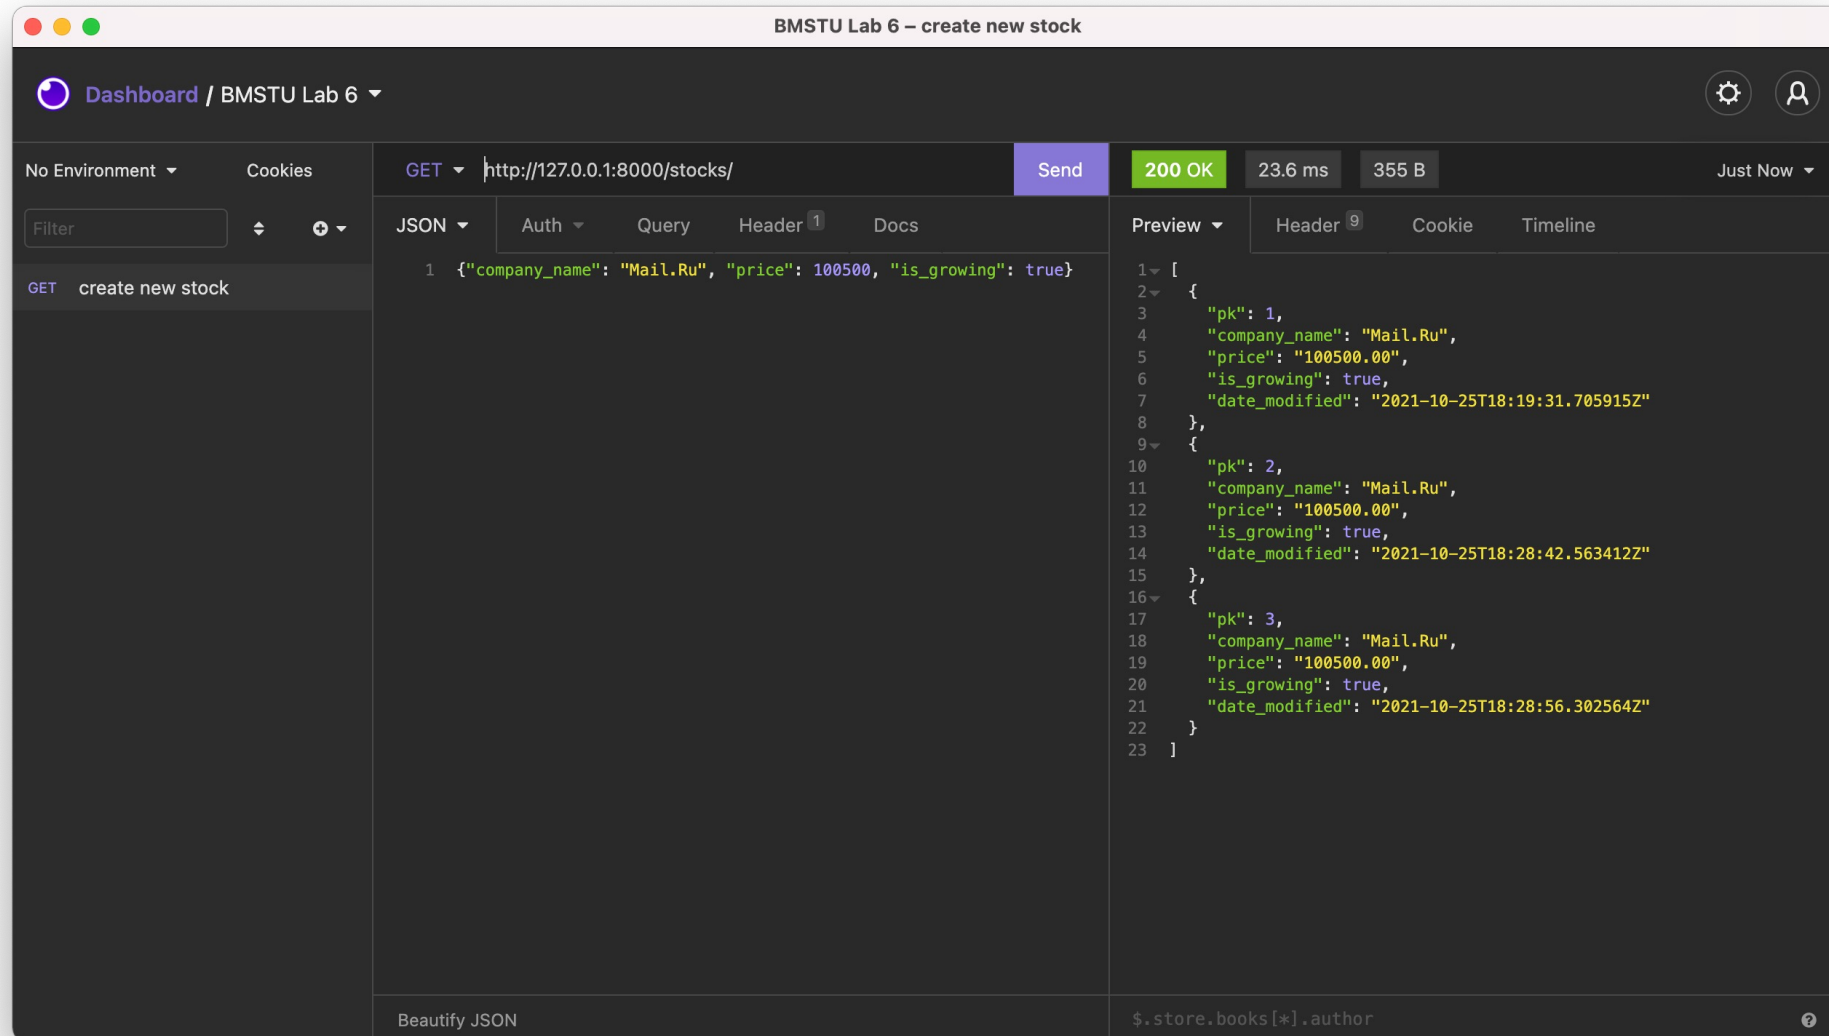 BMSTU Lab 6 – create new stock
Dashboard / BMSTU Lab 6
No Environment
Cookies
Filter
GET create new stock
GET http://127.0.0.1:8000/stocks/ Send
JSON Auth Query Header 1 Docs
1 {"company_name": "Mail.Ru", "price": 100500, "is_growing": true}
Beautify JSON
200 OK 23.6 ms 355 B Just Now
Preview Header 9 Cookie Timeline
1 [
2 {
3 "pk": 1,
4 "company_name": "Mail.Ru",
5 "price": "100500.00",
6 "is_growing": true,
7 "date_modified": "2021-10-25T18:19:31.705915Z"
8 },
9 {
10 "pk": 2,
11 "company_name": "Mail.Ru",
12 "price": "100500.00",
13 "is_growing": true,
14 "date_modified": "2021-10-25T18:28:42.563412Z"
15 },
16 {
17 "pk": 3,
18 "company_name": "Mail.Ru",
19 "price": "100500.00",
20 "is_growing": true,
21 "date_modified": "2021-10-25T18:28:56.302564Z"
22 }
23 ]
$.store.books[*].author